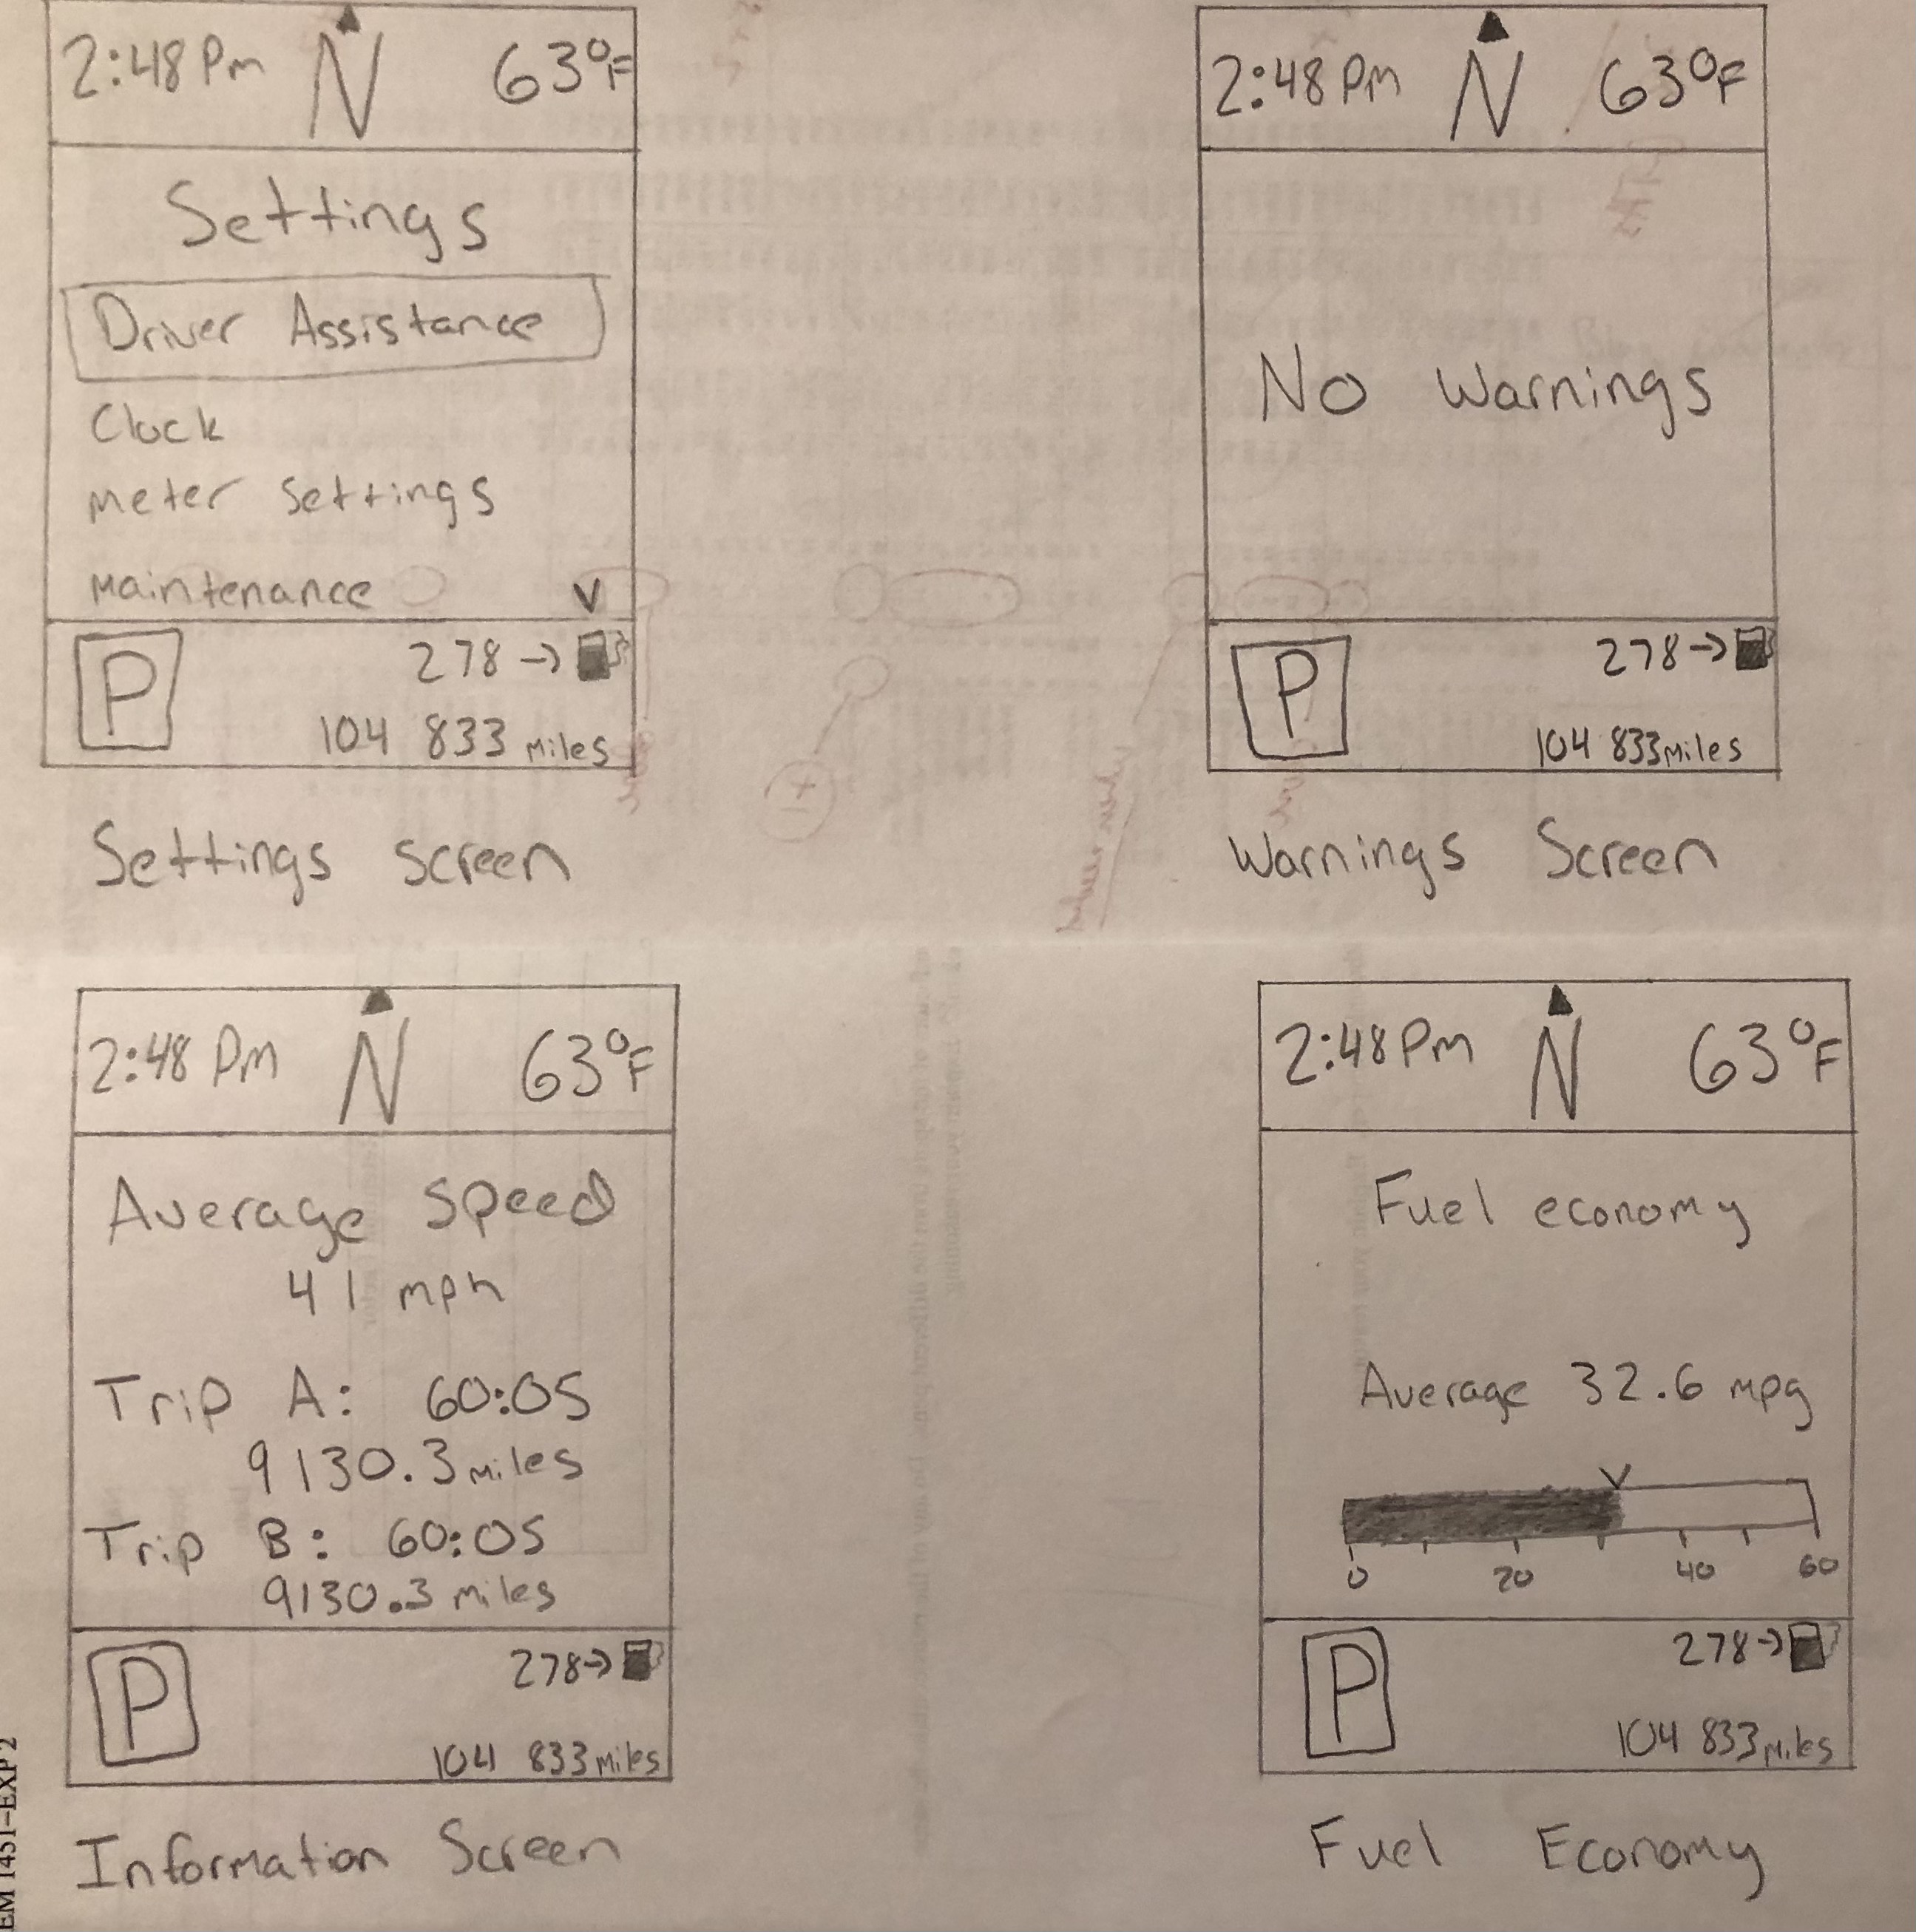 2:48 Pm N 63°F
Settings
Driver Assistance
Clock
Meter Settings
Maintenance V
P 278→
104 833 miles
Settings Screen
2:48 Pm N 63°F
No Warnings
P 278→
104 833 miles
Warnings Screen
2:48 Pm N 63°F
Average Speed
41 mph
Trip A: 60:05
9130.3 miles
Trip B: 60:05
9130.3 miles
P 278→
104 833 miles
Information Screen
2:48 Pm N 63°F
Fuel economy
Average 32.6 mpg
V
0 20 40 60
P 278→
104 833 miles
Fuel Economy
EM 1451–EXP 2